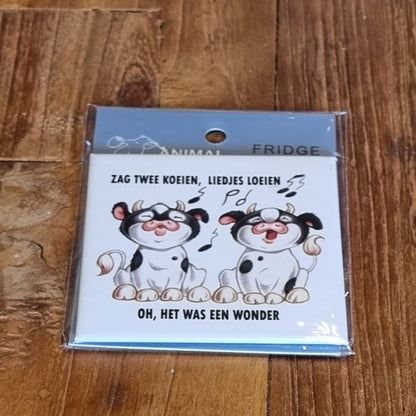 ANIMAL
FRIDGE
ZAG TWEE KOEIEN, LIEDJES LOEIEN
OH, HET WAS EEN WONDER